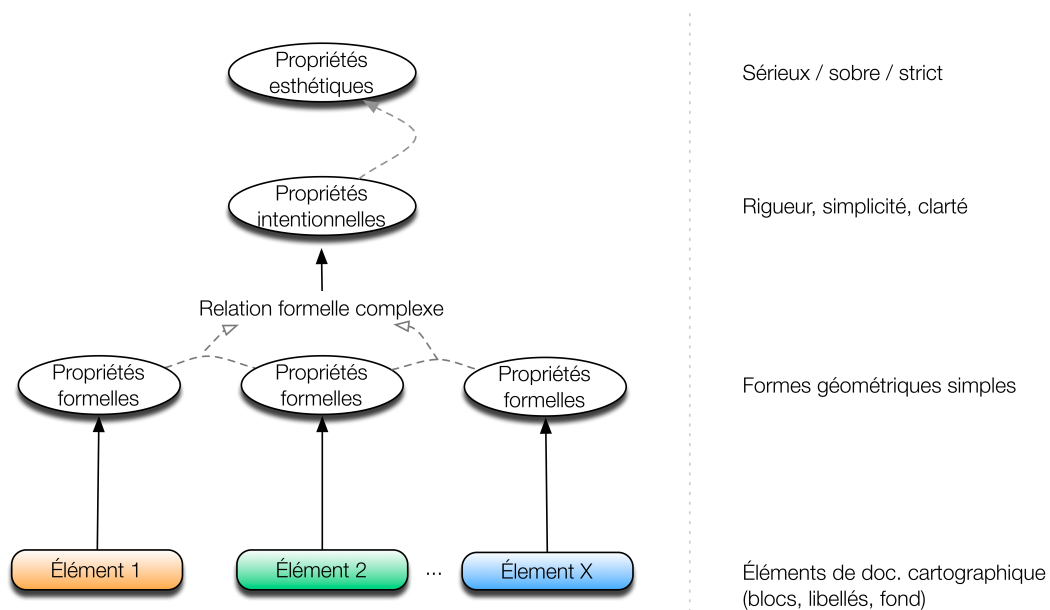 Propriétés
esthétiques
Sérieux / sobre / strict
Propriétés
intentionnelles
Rigueur, simplicité, clarté
Relation formelle complexe
Propriétés
formelles
Propriétés
formelles
Propriétés
formelles
Formes géométriques simples
Élément 1
Élément 2
...
Élement X
Éléments de doc. cartographique
(blocs, libellés, fond)